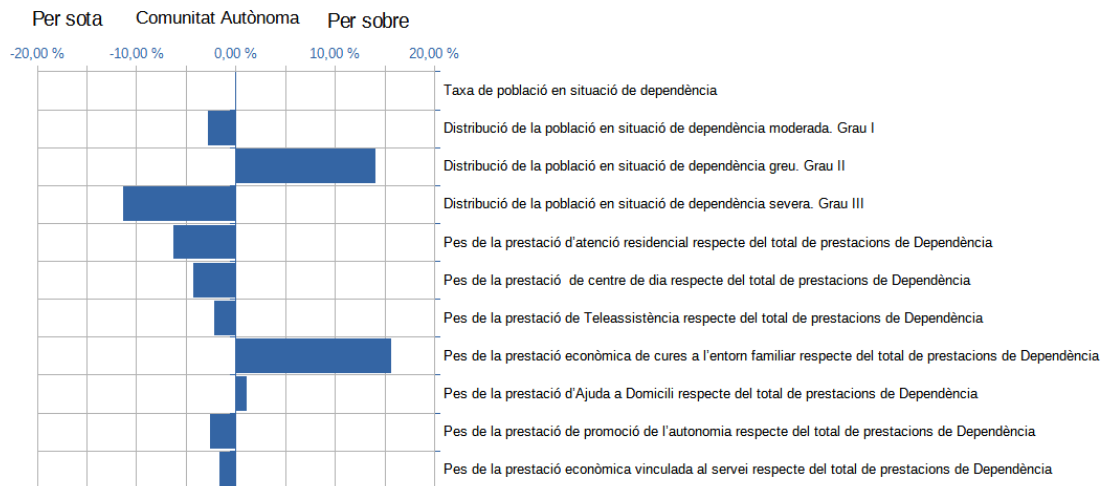 Per sota Comunitat Autònoma Per sobre
-20,00 % -10,00 % 0,00 % 10,00 % 20,00 %
Taxa de població en situació de dependència
Distribució de la població en situació de dependència moderada. Grau I
Distribució de la població en situació de dependència greu. Grau II
Distribució de la població en situació de dependència severa. Grau III
Pes de la prestació d’atenció residencial respecte del total de prestacions de Dependència
Pes de la prestació  de centre de dia respecte del total de prestacions de Dependència
Pes de la prestació de Teleassistència respecte del total de prestacions de Dependència
Pes de la prestació econòmica de cures a l’entorn familiar respecte del total de prestacions de Dependència
Pes de la prestació d’Ajuda a Domicili respecte del total de prestacions de Dependència
Pes de la prestació de promoció de l’autonomia respecte del total de prestacions de Dependència
Pes de la prestació econòmica vinculada al servei respecte del total de prestacions de Dependència